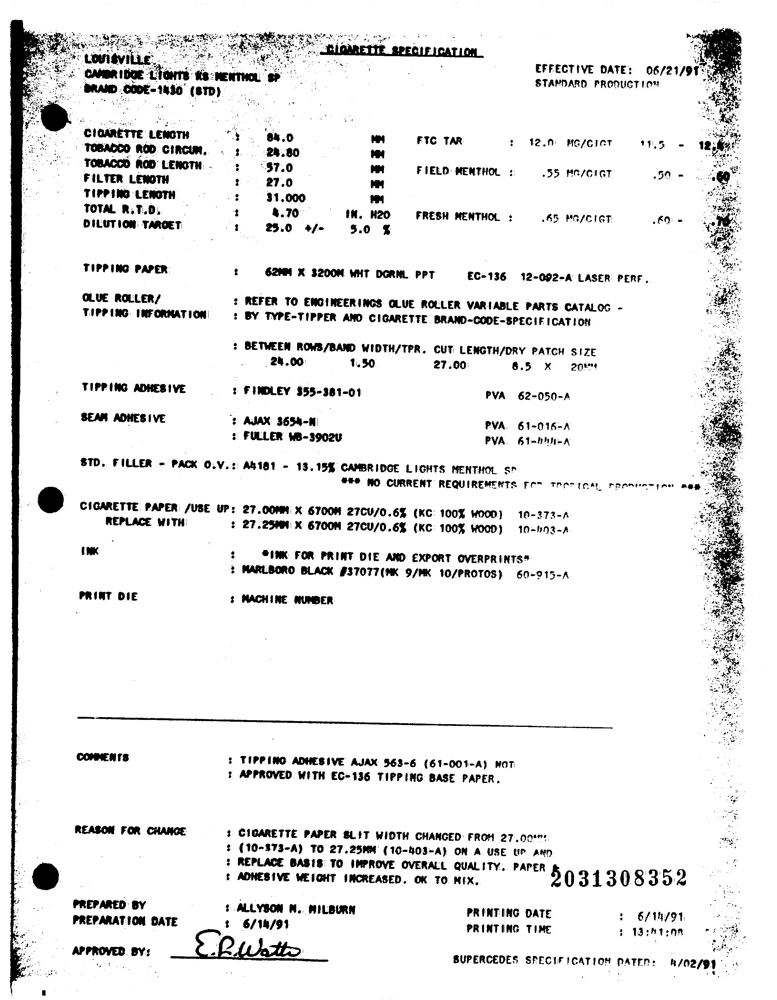 CIGARETTE SPECIFICATION
LOUISVILLE
CAMBRIDGE LIGHTS KS MENTHOL SP
BRAND CODE-1430 (STD)
EFFECTIVE DATE: 06/21/91
STANDARD PRODUCTION
CIGARETTE LENGTH : 84.0 MM FTC TAR : 12.0 MG/CIGT 11.5 -
TOBACCO ROD CIRCUM. : 24.80 MM
TOBACCO ROD LENGTH : 57.0 MM FIELD MENTHOL : .55 MG/CIGT .50 - .60
FILTER LENGTH : 27.0 MM
TIPPING LENGTH : 31.000 MM
TOTAL R.T.D. : 4.70 IN. H2O FRESH MENTHOL : .65 MG/CIGT .60 - .70
DILUTION TARGET : 25.0 +/- 5.0 %
TIPPING PAPER : 62MM X 3200M WHT DGRNL PPT EC-136 12-092-A LASER PERF.
GLUE ROLLER/ : REFER TO ENGINEERINGS GLUE ROLLER VARIABLE PARTS CATALOG -
TIPPING INFORMATION : BY TYPE-TIPPER AND CIGARETTE BRAND-CODE-SPECIFICATION
: BETWEEN ROWS/BAND WIDTH/TPR. CUT LENGTH/DRY PATCH SIZE
24.00 1.50 27.00 8.5 X 20MM
TIPPING ADHESIVE : FINDLEY 355-381-01 PVA 62-050-A
SEAM ADHESIVE : AJAX 3654-N PVA 61-016-A
: FULLER WB-3902U PVA 61-444-A
STD. FILLER - PACK O.V.: A4181 - 13.15% CAMBRIDGE LIGHTS MENTHOL SP
*** NO CURRENT REQUIREMENTS FOR TROPICAL PRODUCTION ***
CIGARETTE PAPER /USE UP: 27.00MM X 6700M 27CU/0.6% (KC 100% WOOD) 10-373-A
REPLACE WITH : 27.25MM X 6700M 27CU/0.6% (KC 100% WOOD) 10-403-A
INK : *INK FOR PRINT DIE AND EXPORT OVERPRINTS*
: MARLBORO BLACK #37077(MK 9/MK 10/PROTOS) 60-915-A
PRINT DIE : MACHINE NUMBER
COMMENTS : TIPPING ADHESIVE AJAX 563-6 (61-001-A) NOT
: APPROVED WITH EC-136 TIPPING BASE PAPER.
REASON FOR CHANGE : CIGARETTE PAPER SLIT WIDTH CHANGED FROM 27.00MM
: (10-373-A) TO 27.25MM (10-403-A) ON A USE UP AND
: REPLACE BASIS TO IMPROVE OVERALL QUALITY. PAPER &
: ADHESIVE WEIGHT INCREASED. OK TO MIX.
2031308352
PREPARED BY : ALLYSON M. MILBURN PRINTING DATE : 6/14/91
PREPARATION DATE : 6/14/91 PRINTING TIME : 13:41:08
APPROVED BY: E.R. Watts
SUPERCEDES SPECIFICATION DATED: 4/02/91